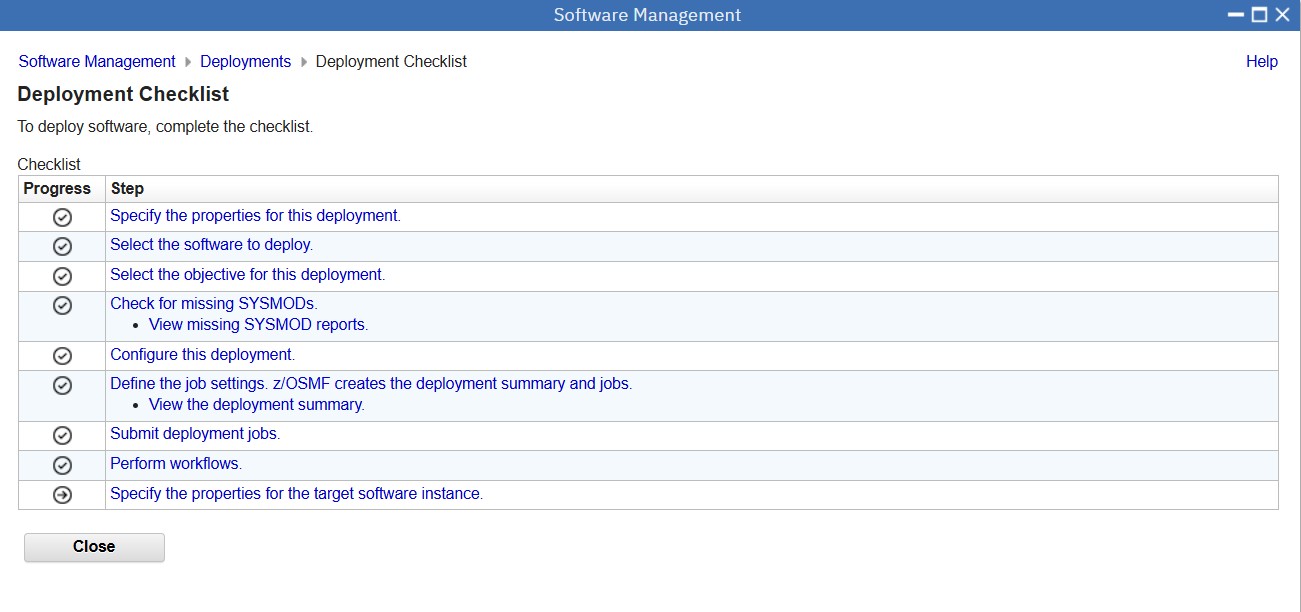 Software Management
Software Management Deployments Deployment Checklist Help
Deployment Checklist
To deploy software, complete the checklist.
Checklist
Progress Step
Specify the properties for this deployment.
Select the software to deploy.
Select the objective for this deployment.
Check for missing SYSMODs.
• View missing SYSMOD reports.
Configure this deployment.
Define the job settings. z/OSMF creates the deployment summary and jobs.
• View the deployment summary.
Submit deployment jobs.
Perform workflows.
Specify the properties for the target software instance.
Close